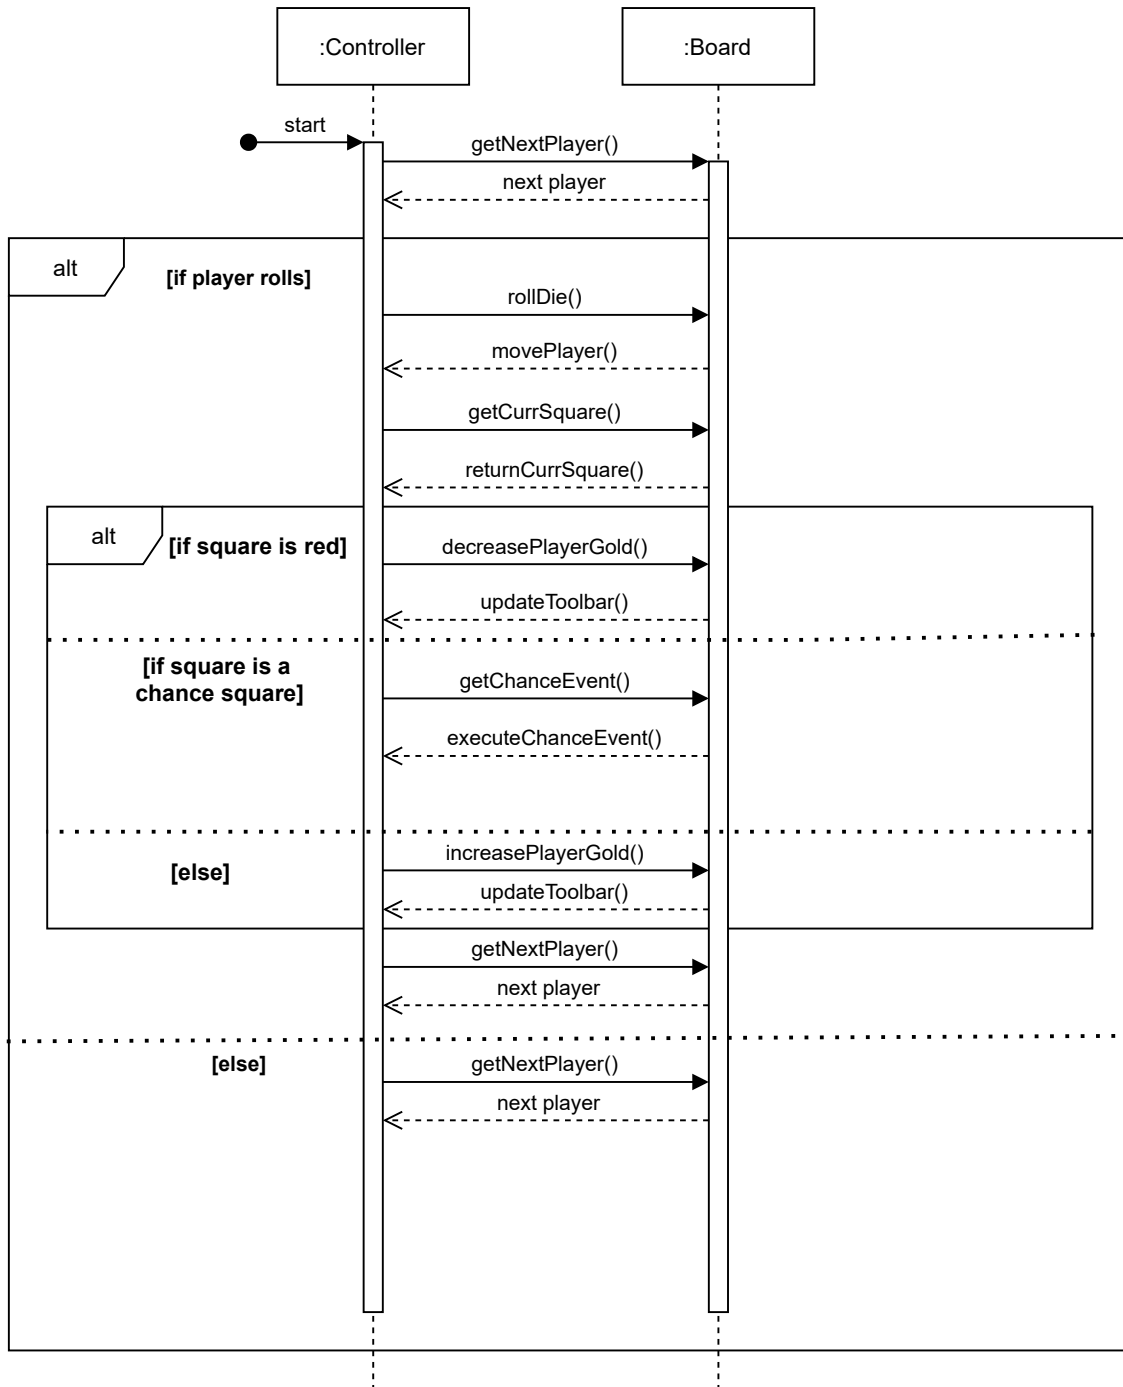 :Controller
:Board
start
getNextPlayer()
next player
alt
[if player rolls]
rollDie()
movePlayer()
getCurrSquare()
returnCurrSquare()
alt
[if square is red]
decreasePlayerGold()
updateToolbar()
[if square is a
chance square]
getChanceEvent()
executeChanceEvent()
increasePlayerGold()
[else]
updateToolbar()
getNextPlayer()
next player
[else]
getNextPlayer()
next player